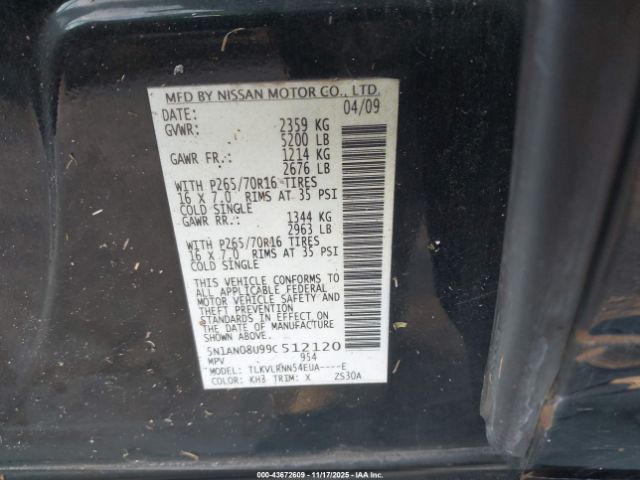 MFD BY NISSAN MOTOR CO., LTD.
DATE: 04/09
GVWR: 2359 KG
5200 LB
GAWR FR.: 1214 KG
2676 LB
WITH P265/70R16 TIRES
16 X 7.0 RIMS AT 35 PSI
COLD SINGLE
GAWR RR.: 1344 KG
2963 LB
WITH P265/70R16 TIRES
16 X 7.0 RIMS AT 35 PSI
COLD SINGLE
THIS VEHICLE CONFORMS TO
ALL APPLICABLE FEDERAL
MOTOR VEHICLE SAFETY AND
THEFT PREVENTION
STANDARDS IN EFFECT ON
THE DATE OF MFR. SHOWN ABOVE.
5N1AN08U99C512120
MPV 954
MODEL: TLKVLRNN54EUA----E
COLOR: KH3 TRIM: X ZS30A
000-43672609 - 11/17/2025 - IAAI.COM